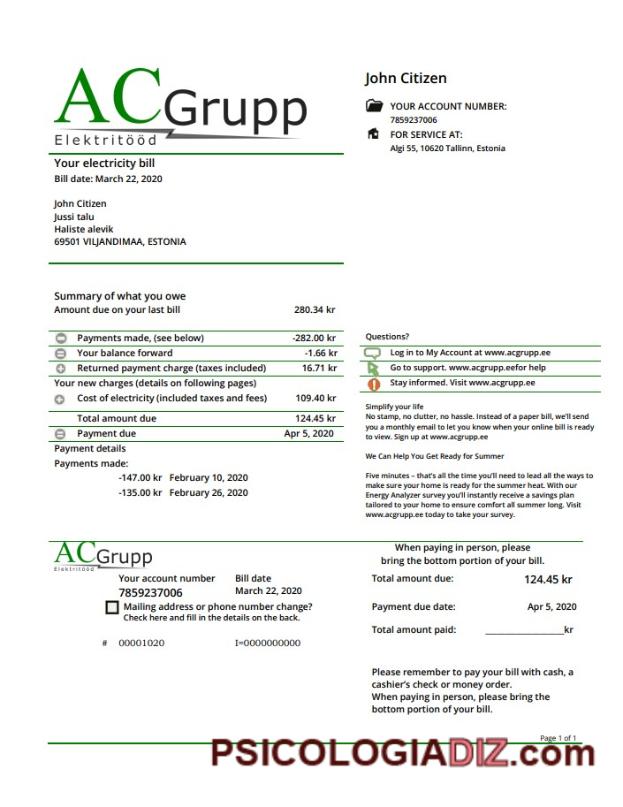 ACGrupp
Elektritööd
John Citizen
YOUR ACCOUNT NUMBER:
7859237006
FOR SERVICE AT:
Algi 55, 10620 Tallinn, Estonia
Your electricity bill
Bill date: March 22, 2020
John Citizen
Jussi talu
Haliste alevik
69501 VILJANDIMAA, ESTONIA
Summary of what you owe
Amount due on your last bill 280.34 kr
Payments made, (see below) -282.00 kr
Your balance forward -1.66 kr
Returned payment charge (taxes included) 16.71 kr
Your new charges (details on following pages)
Cost of electricity (included taxes and fees) 109.40 kr
Total amount due 124.45 kr
Payment due Apr 5, 2020
Payment details
Payments made:
-147.00 kr February 10, 2020
-135.00 kr February 26, 2020
Questions?
Log in to My Account at www.acgrupp.ee
Go to support. www.acgrupp.eefor help
Stay informed. Visit www.acgrupp.ee
Simplify your life
No stamp, no clutter, no hassle. Instead of a paper bill, we'll send
you a monthly email to let you know when your online bill is ready
to view. Sign up at www.acgrupp.ee
We Can Help You Get Ready for Summer
Five minutes – that's all the time you'll need to lead all the ways to
make sure your home is ready for the summer heat. With our
Energy Analyzer survey you'll instantly receive a savings plan
tailored to your home to ensure comfort all summer long. Visit
www.acgrupp.ee today to take your survey.
ACGrupp
Elektritööd
Your account number Bill date
7859237006 March 22, 2020
Mailing address or phone number change?
Check here and fill in the details on the back.
# 00001020 I=0000000000
When paying in person, please
bring the bottom portion of your bill.
Total amount due: 124.45 kr
Payment due date: Apr 5, 2020
Total amount paid: __________________kr
Please remember to pay your bill with cash, a
cashier's check or money order.
When paying in person, please bring the
bottom portion of your bill.
Page 1 of 1
PSICOLOGIADIZ.com